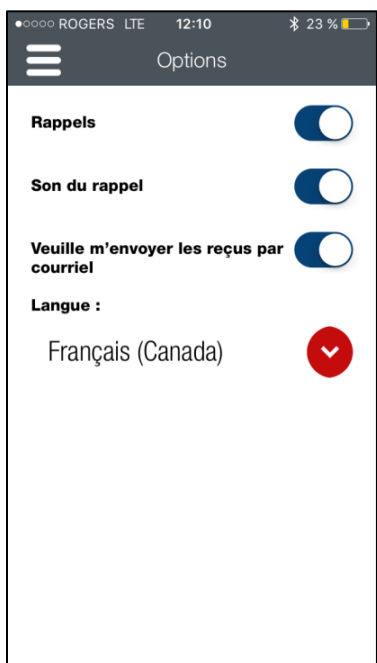 ROGERS LTE 12:10 23 %
Options
Rappels
Son du rappel
Veuille m'envoyer les reçus par
courriel
Langue :
Français (Canada)